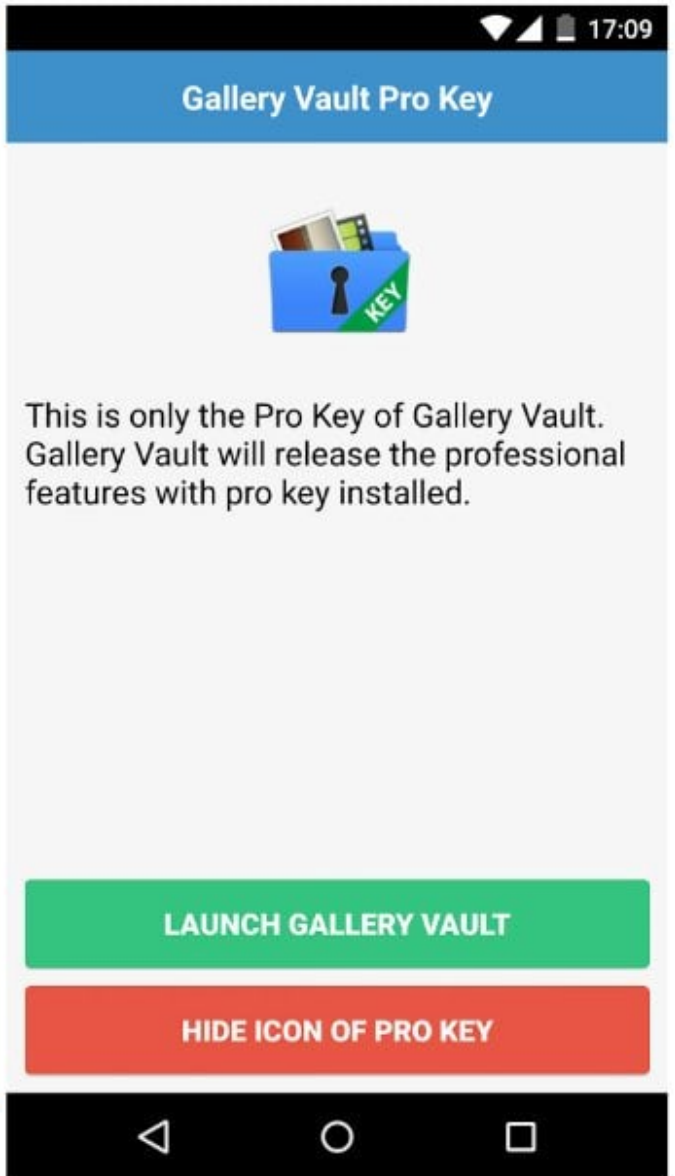 17:09
Gallery Vault Pro Key
KEY
This is only the Pro Key of Gallery Vault.
Gallery Vault will release the professional
features with pro key installed.
LAUNCH GALLERY VAULT
HIDE ICON OF PRO KEY